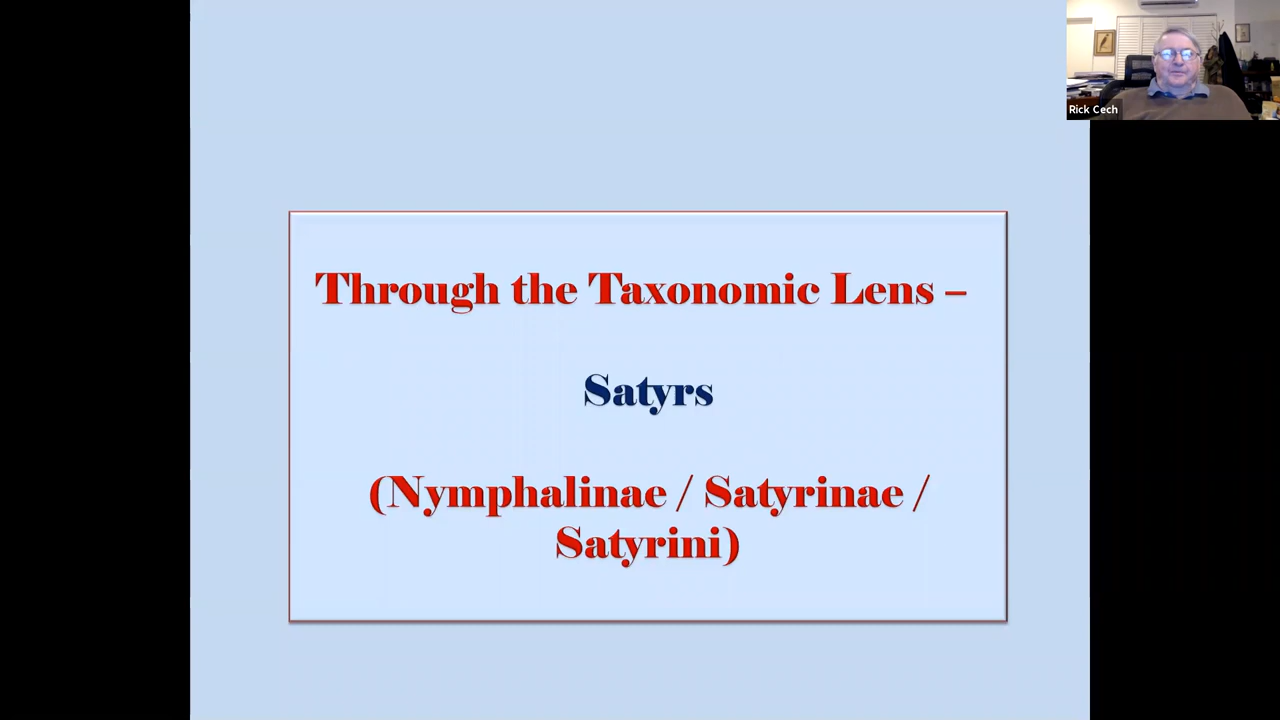 Rick Cech
Through the Taxonomic Lens –
Satyrs
(Nymphalinae / Satyrinae /
Satyrini)